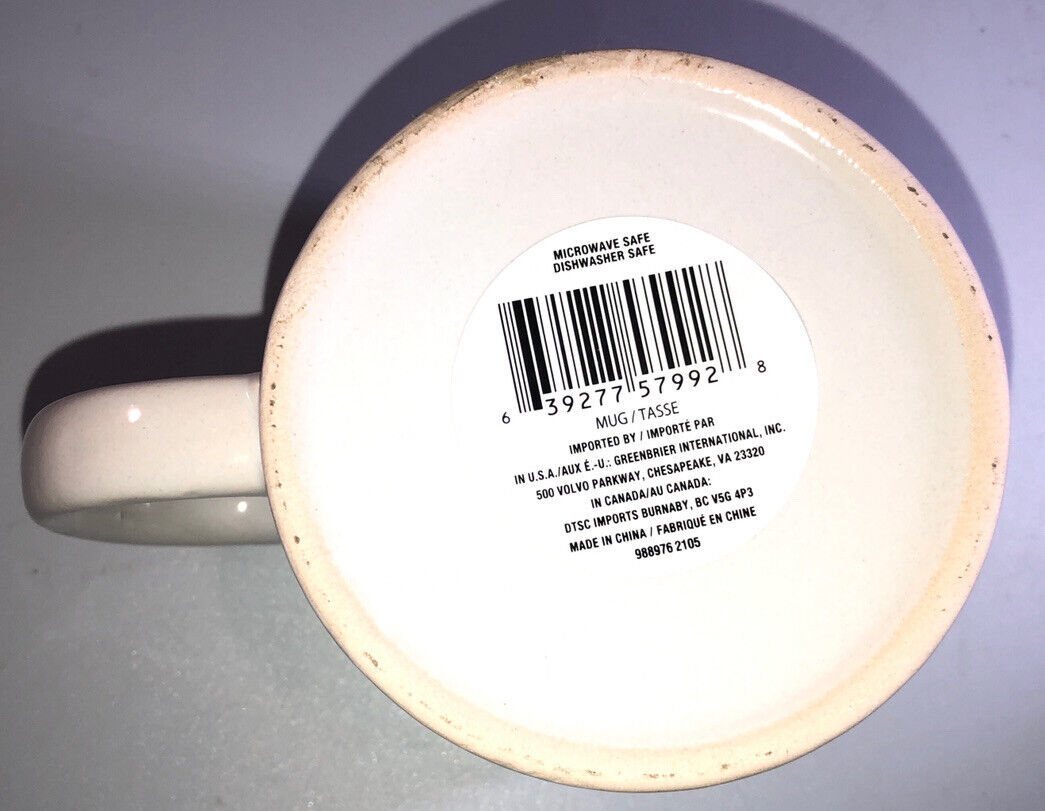 MICROWAVE SAFE
DISHWASHER SAFE
6 39277 57992 8
MUG / TASSE
IMPORTED BY / IMPORTÉ PAR
IN U.S.A./AUX É.-U.: GREENBRIER INTERNATIONAL, INC.
500 VOLVO PARKWAY, CHESAPEAKE, VA 23320
IN CANADA/AU CANADA:
DTSC IMPORTS BURNABY, BC V5G 4P3
MADE IN CHINA / FABRIQUÉ EN CHINE
988976 2105